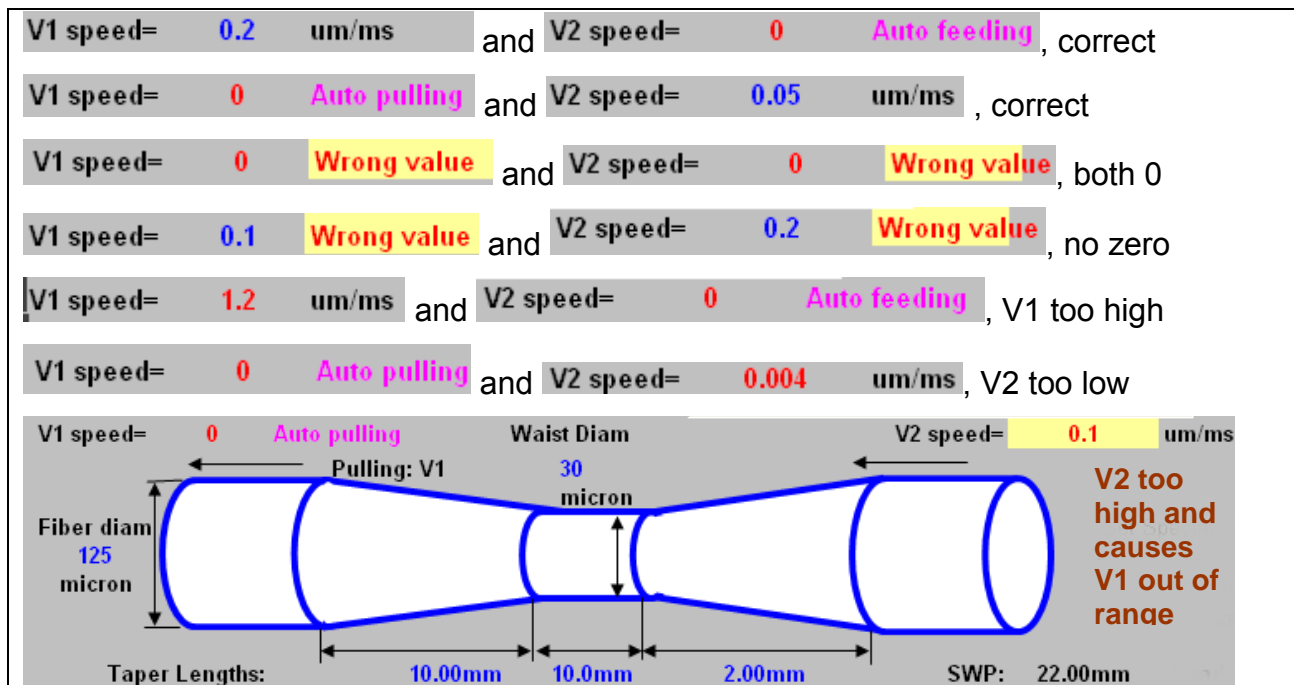 V1 speed= 0.2 um/ms and V2 speed= 0 Auto feeding, correct
V1 speed= 0 Auto pulling and V2 speed= 0.05 um/ms , correct
V1 speed= 0 Wrong value and V2 speed= 0 Wrong value, both 0
V1 speed= 0.1 Wrong value and V2 speed= 0.2 Wrong value, no zero
V1 speed= 1.2 um/ms and V2 speed= 0 Auto feeding, V1 too high
V1 speed= 0 Auto pulling and V2 speed= 0.004 um/ms, V2 too low
V1 speed= 0 Auto pulling Waist Diam V2 speed= 0.1 um/ms
Pulling: V1 30
micron
Fiber diam
125
micron
V2 too
high and
causes
V1 out of
range
Taper Lengths: 10.00mm 10.0mm 2.00mm SWP: 22.00mm